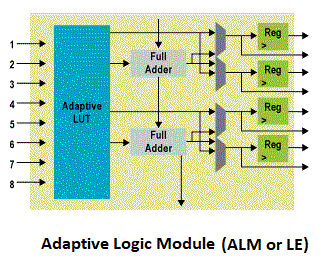 1
2
3
4
5
6
7
8
Adaptive
LUT
Full
Adder
Full
Adder
Reg
>
Reg
>
Reg
>
Reg
>
Adaptive Logic Module (ALM or LE)